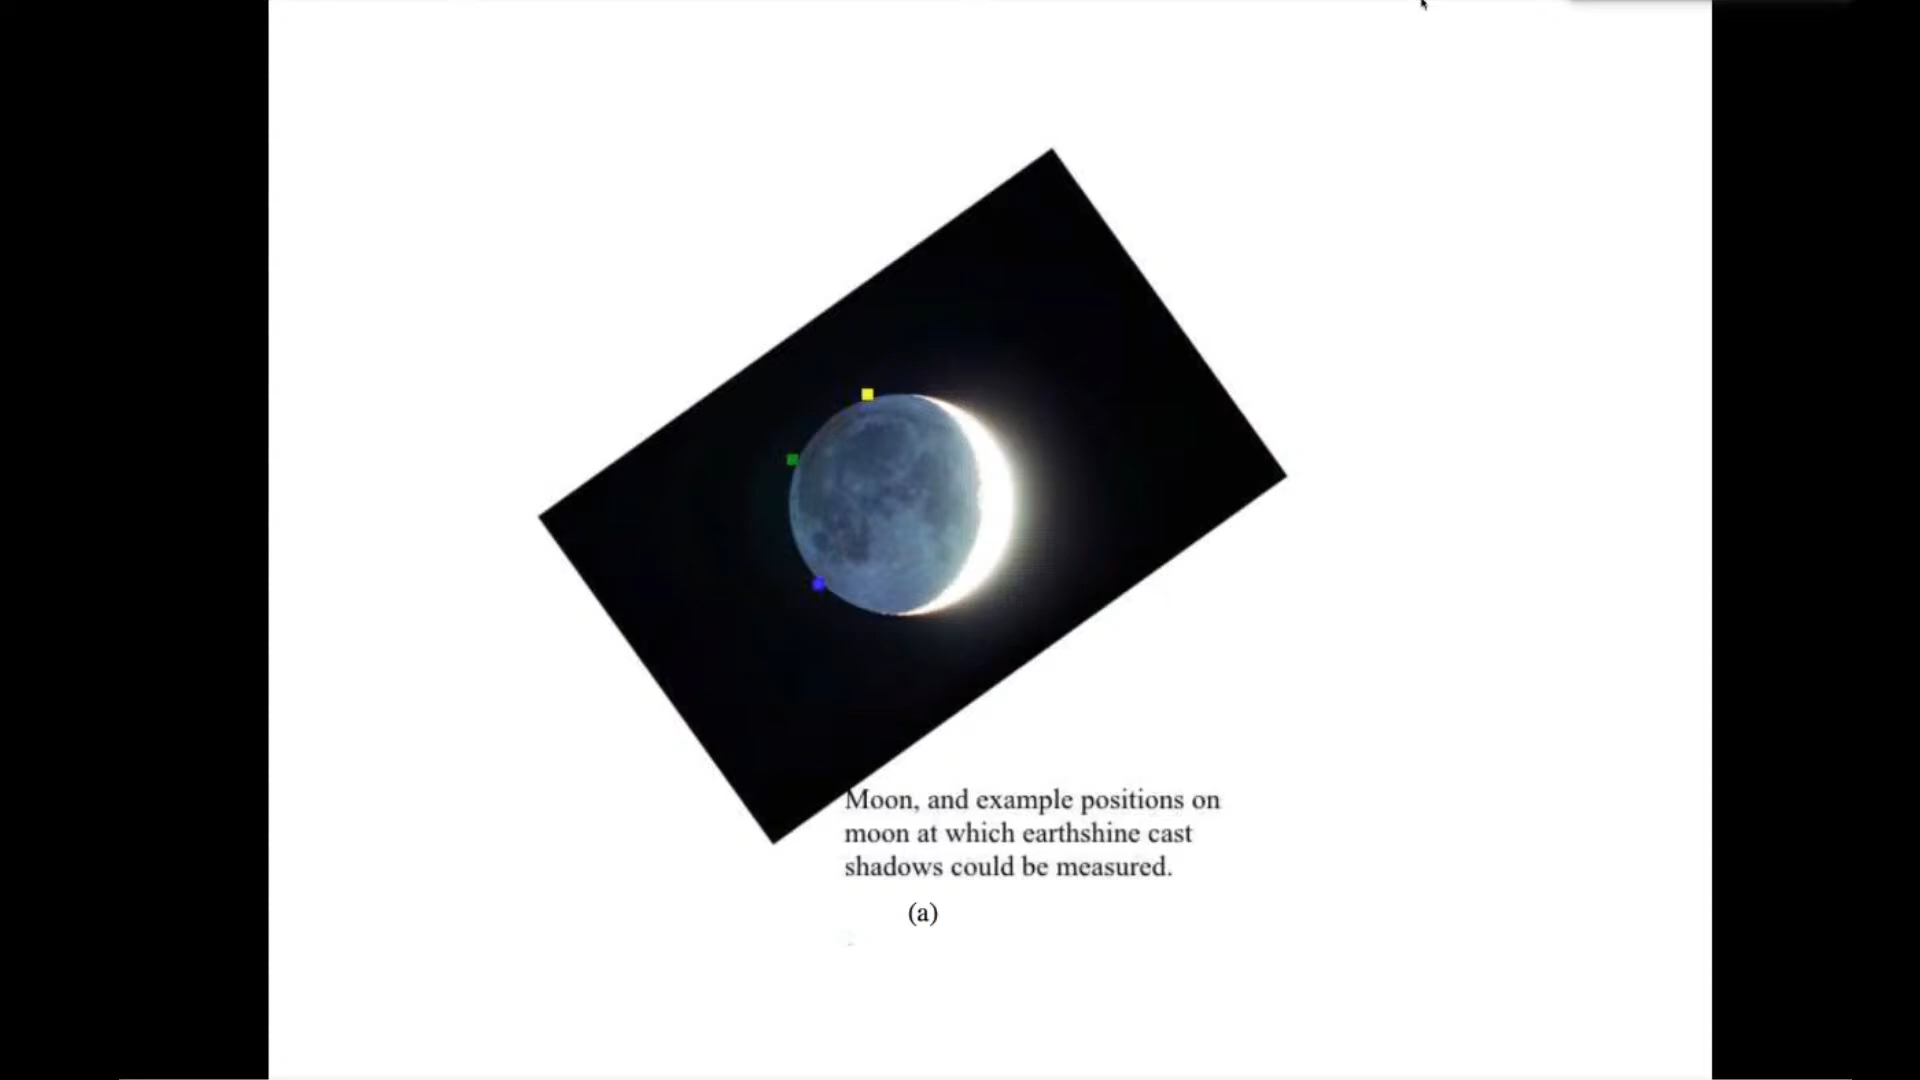 Moon, and example positions on
moon at which earthshine cast
shadows could be measured.
(a)